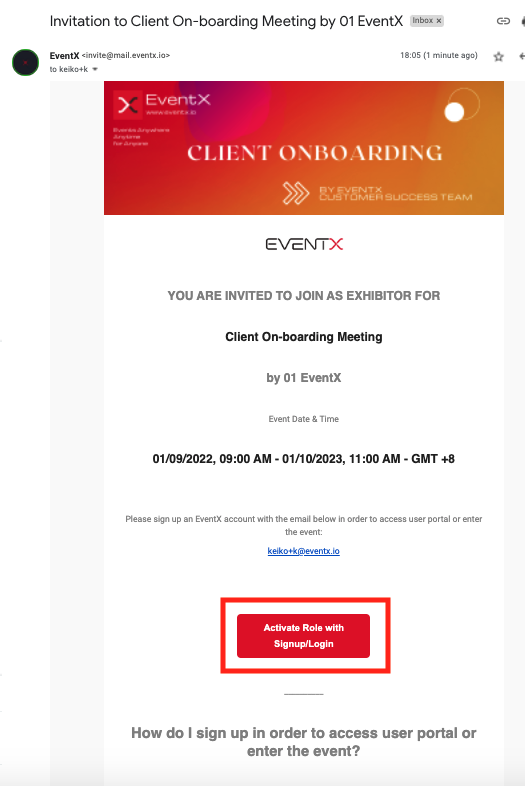 Invitation to Client On-boarding Meeting by 01 EventX Inbox ×
EventX <invite@mail.eventx.io> 18:05 (1 minute ago)
to keiko+k
EventX
www.eventx.io
CLIENT ONBOARDING
BY EVENTX
CUSTOMER SUCCESS TEAM
EVENTX
YOU ARE INVITED TO JOIN AS EXHIBITOR FOR
Client On-boarding Meeting
by 01 EventX
Event Date & Time
01/09/2022, 09:00 AM - 01/10/2023, 11:00 AM - GMT +8
Please sign up an EventX account with the email below in order to access user portal or enter
the event:
keiko+k@eventx.io
Activate Role with
Signup/Login
How do I sign up in order to access user portal or
enter the event?